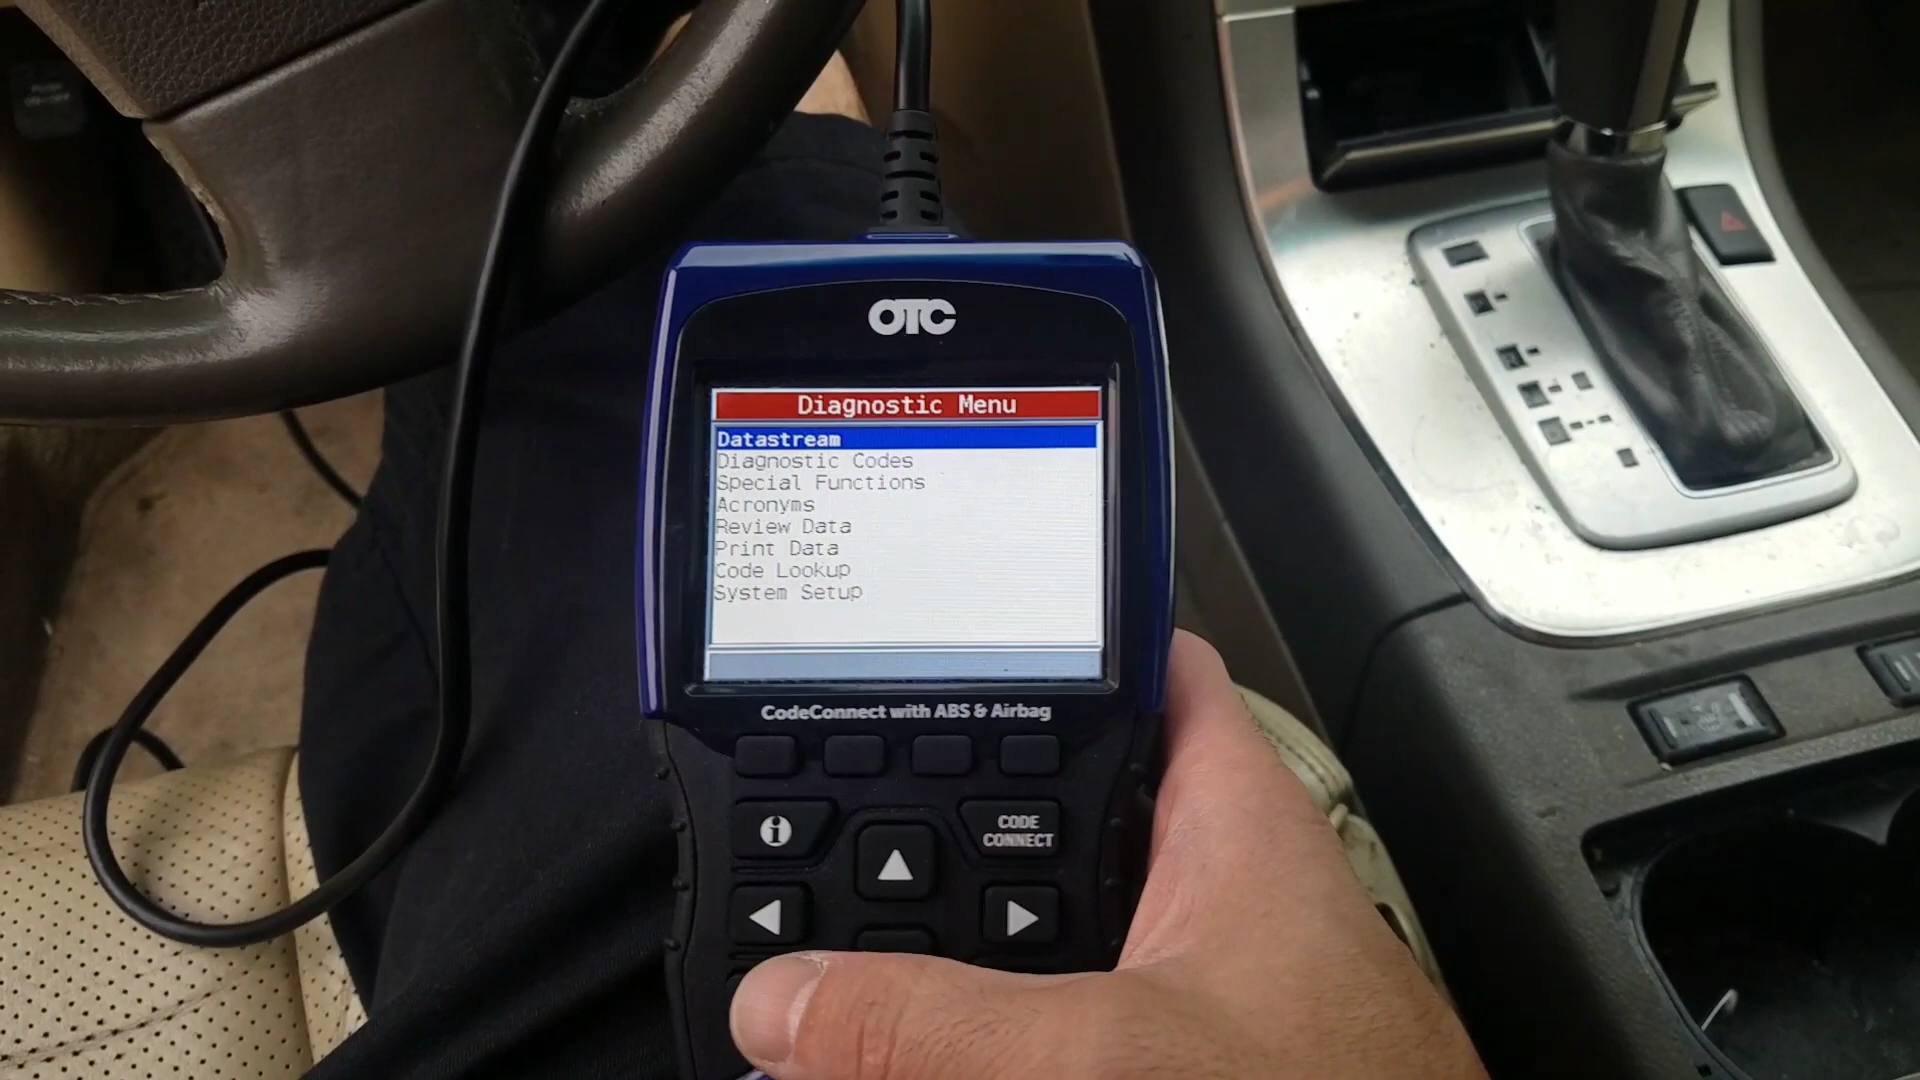 OTC
Diagnostic Menu
Datastream
Diagnostic Codes
Special Functions
Acronyms
Review Data
Print Data
Code Lookup
System Setup
CodeConnect with ABS & Airbag
i
CODE
CONNECT